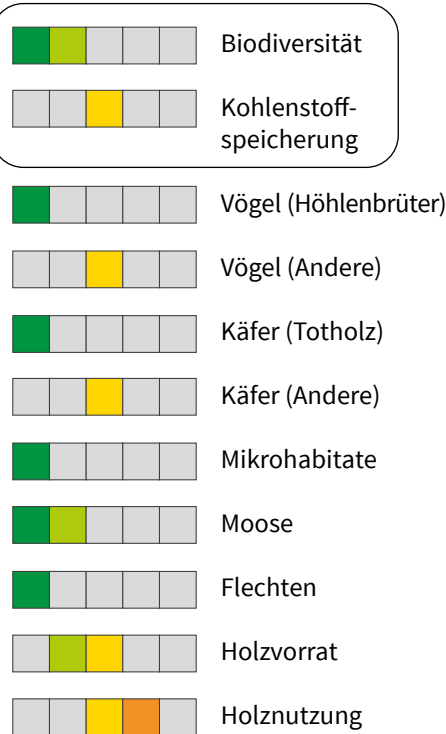 Biodiversität
Kohlenstoff-
speicherung
Vögel (Höhlenbrüter)
Vögel (Andere)
Käfer (Totholz)
Käfer (Andere)
Mikrohabitate
Moose
Flechten
Holzvorrat
Holznutzung